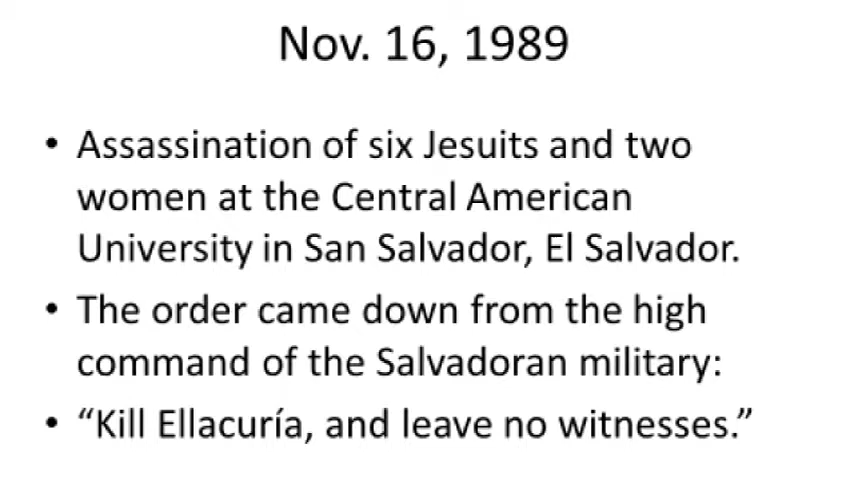 Nov. 16, 1989
• Assassination of six Jesuits and two
women at the Central American
University in San Salvador, El Salvador.
• The order came down from the high
command of the Salvadoran military:
• “Kill Ellacuría, and leave no witnesses.”